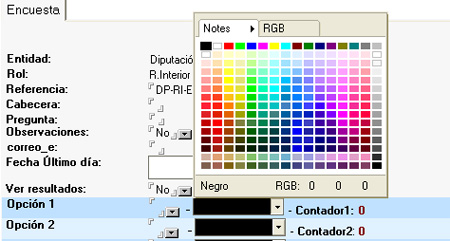 Encuesta
Notes RGB
Entidad: Diputació
Rol: R.Interior
Referencia: DP-RI-E
Cabecera:
Pregunta:
Observaciones: No
correo_e:
Fecha Último día:
Ver resultados: No
Negro RGB: 0 0 0
Opción 1 - - Contador1: 0
Opción 2 - - Contador2: 0